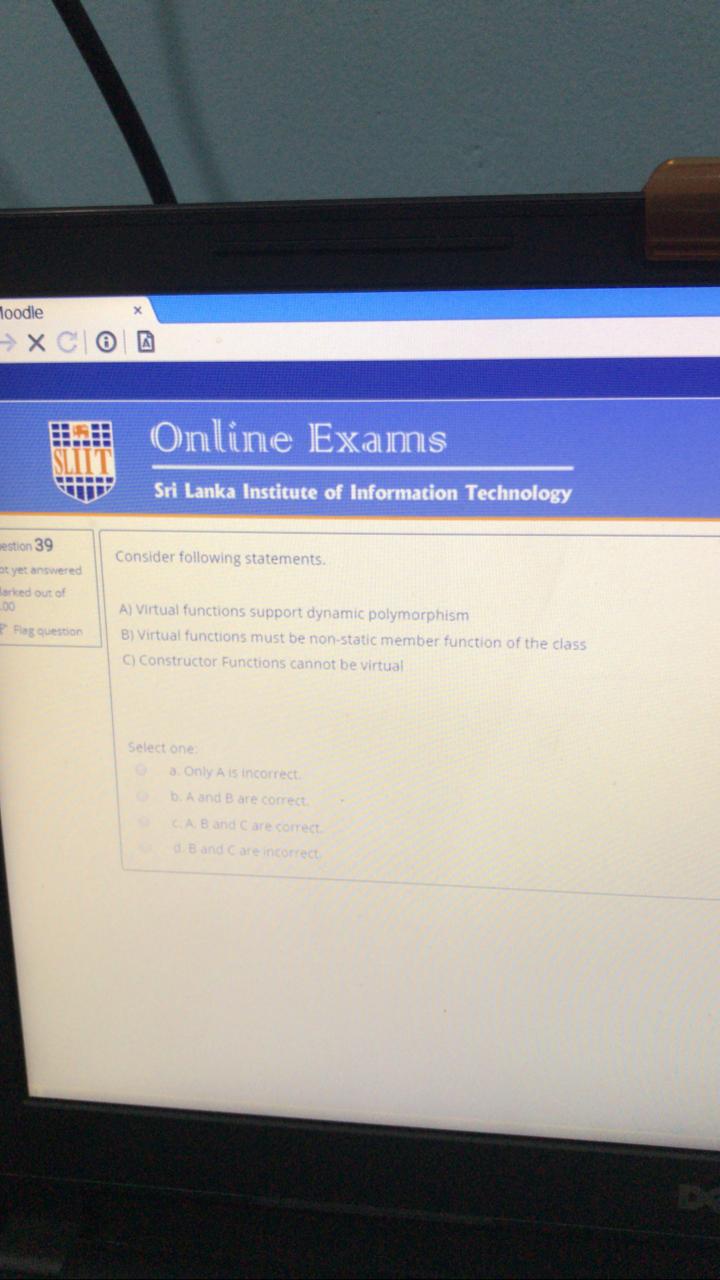 loodle
SLIIT
Online Exams
Sri Lanka Institute of Information Technology
estion 39
ot yet answered
arked out of
.00
Flag question
Consider following statements.
A) Virtual functions support dynamic polymorphism
B) Virtual functions must be non-static member function of the class
C) Constructor Functions cannot be virtual
Select one:
a. Only A is incorrect.
b. A and B are correct.
c. A. B and C are correct.
d. B and C are incorrect.